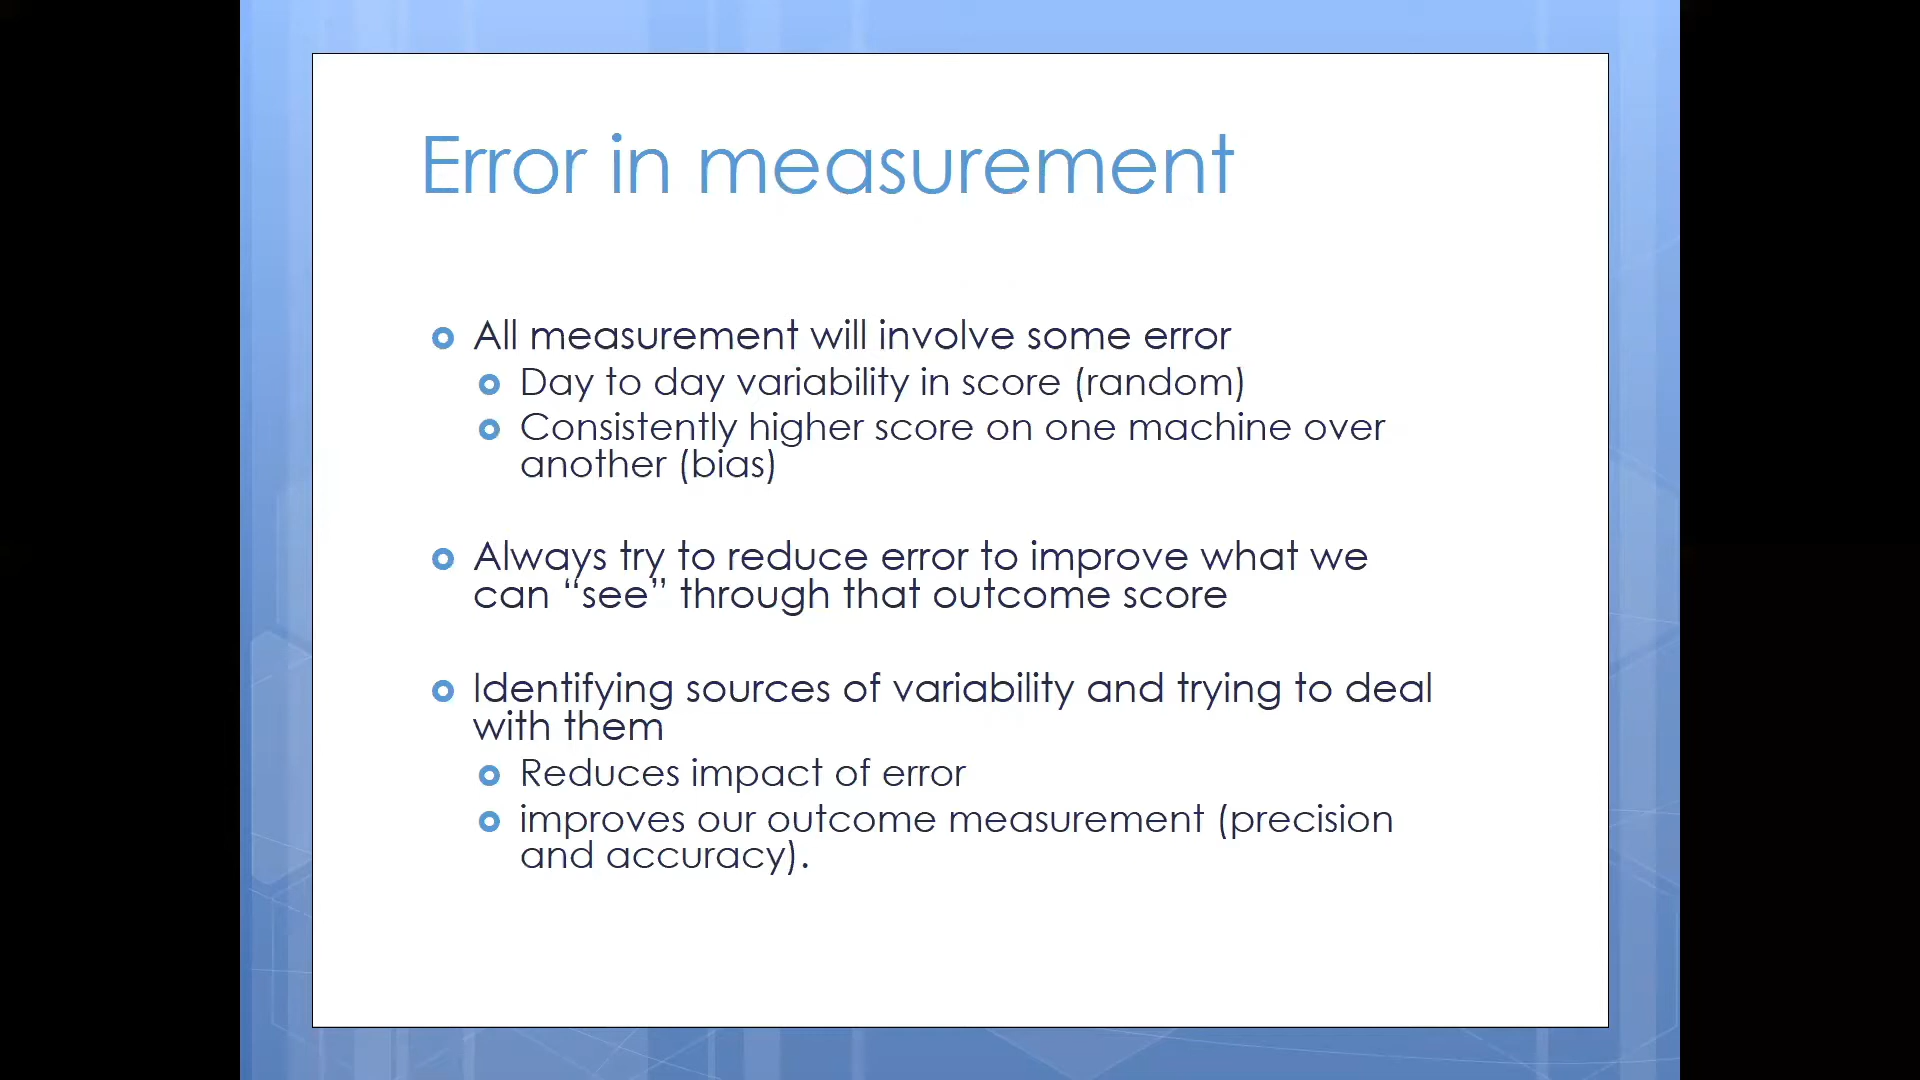 Error in measurement
All measurement will involve some error
Day to day variability in score (random)
Consistently higher score on one machine over
another (bias)
Always try to reduce error to improve what we
can “see” through that outcome score
Identifying sources of variability and trying to deal
with them
Reduces impact of error
improves our outcome measurement (precision
and accuracy).